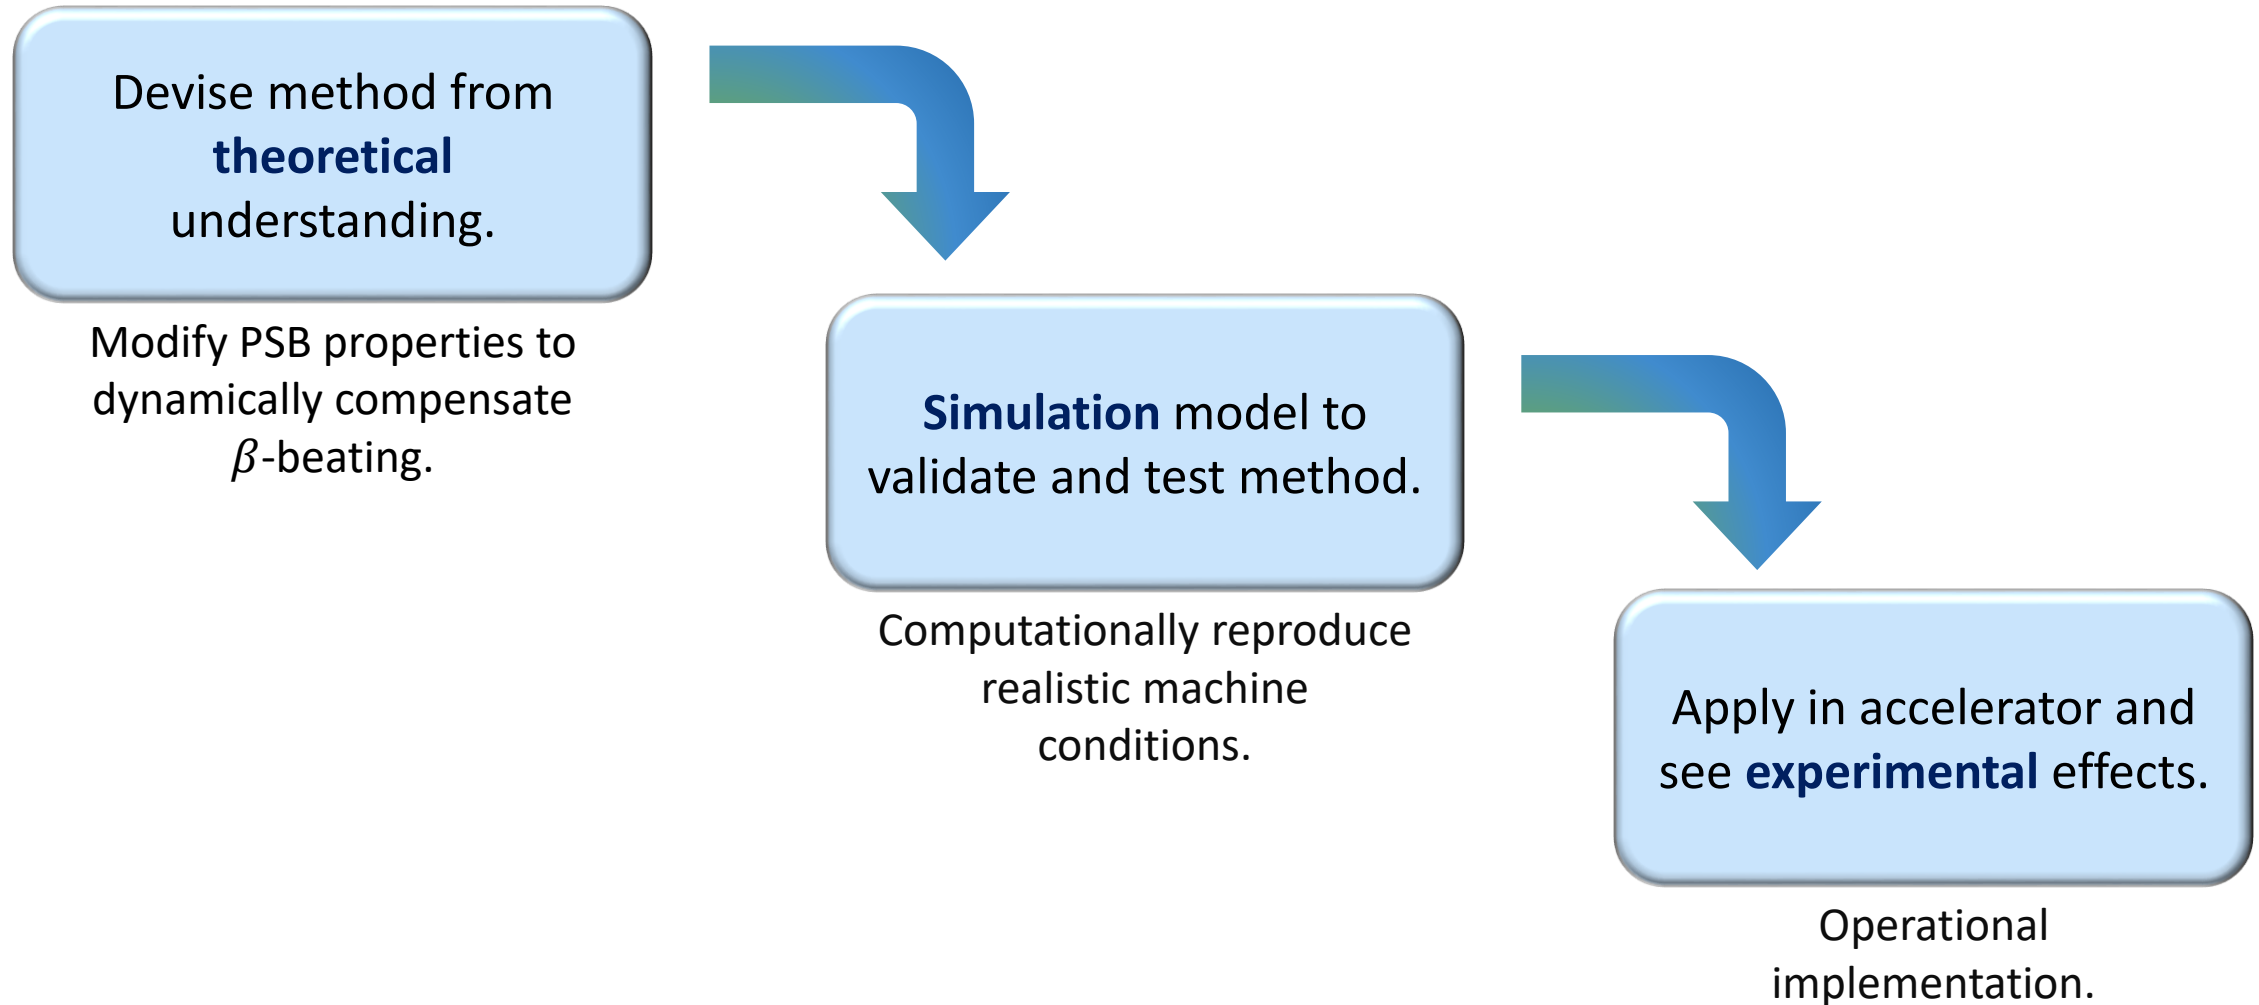 Devise method from
theoretical
understanding.
Modify PSB properties to
dynamically compensate
β-beating.
Simulation model to
validate and test method.
Computationally reproduce
realistic machine
conditions.
Apply in accelerator and
see experimental effects.
Operational
implementation.